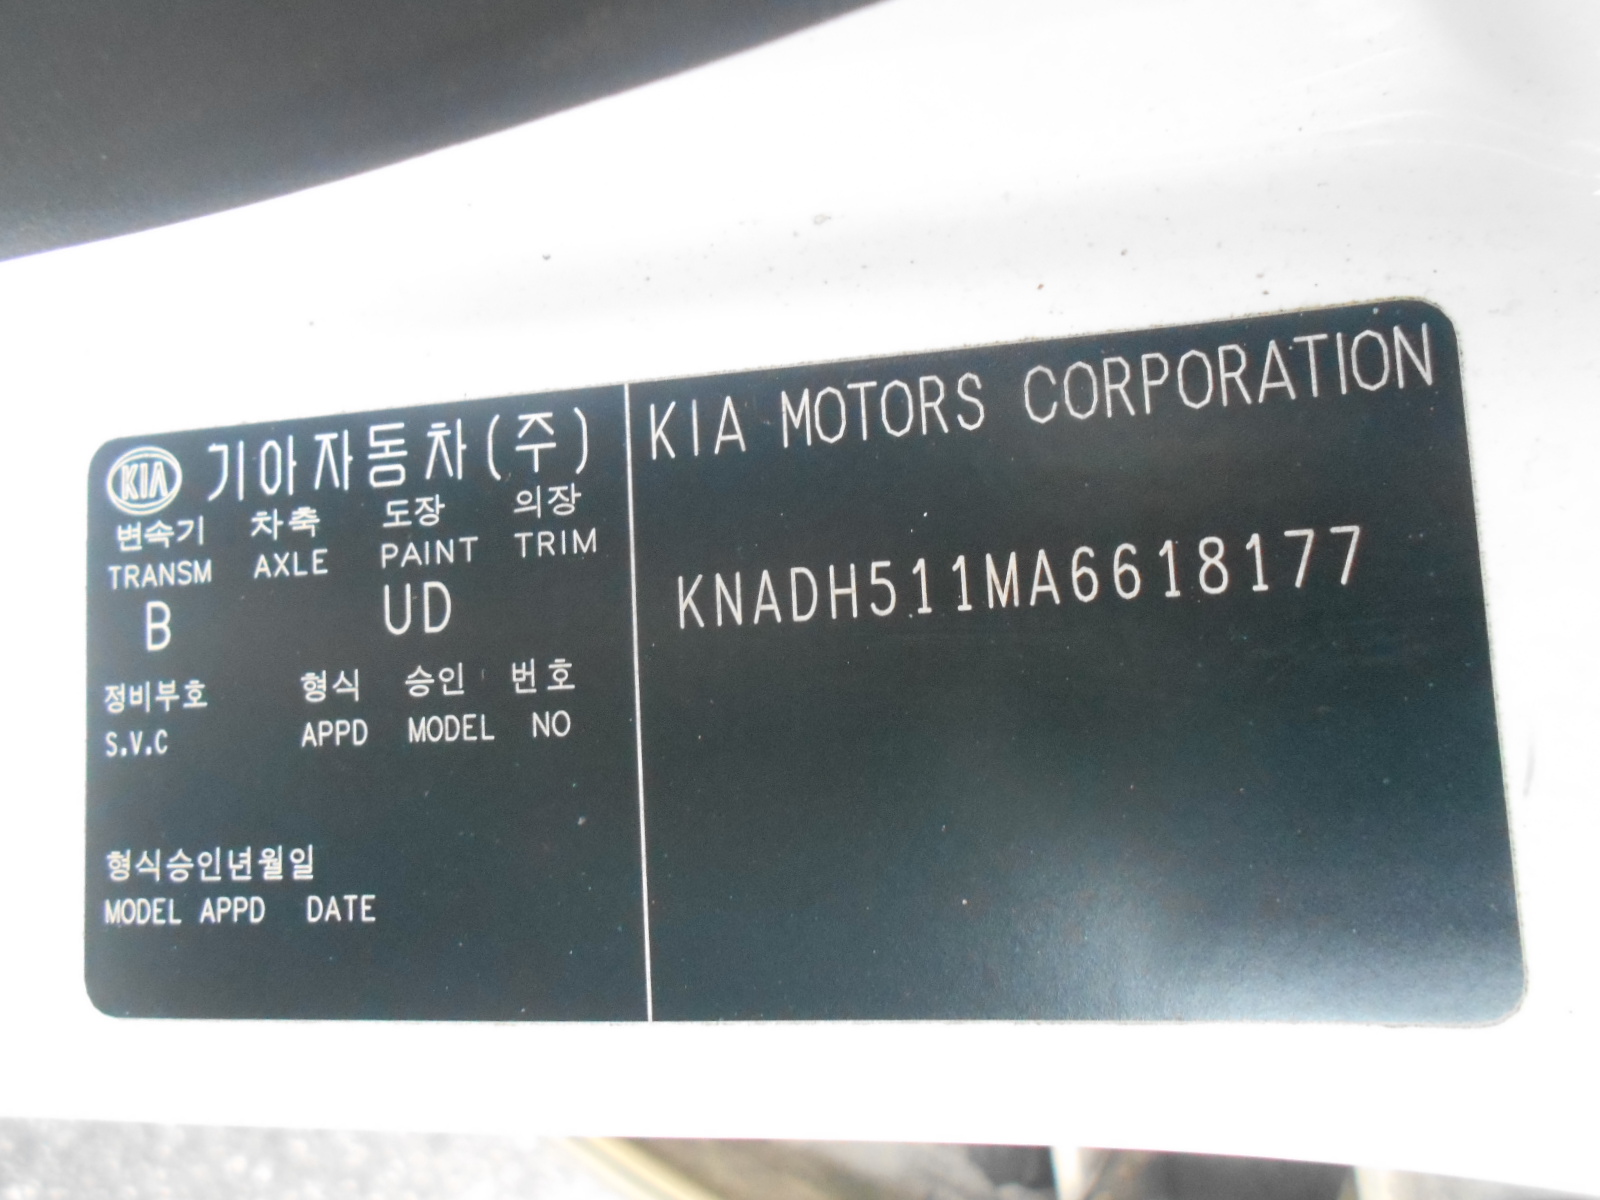 KIA 기아자동차(주)
변속기 차축 도장 의장
TRANSM AXLE PAINT TRIM
B UD
정비부호 형식 승인 번호
S.V.C APPD MODEL NO
형식승인년월일
MODEL APPD DATE
KIA MOTORS CORPORATION
KNADH511MA6618177